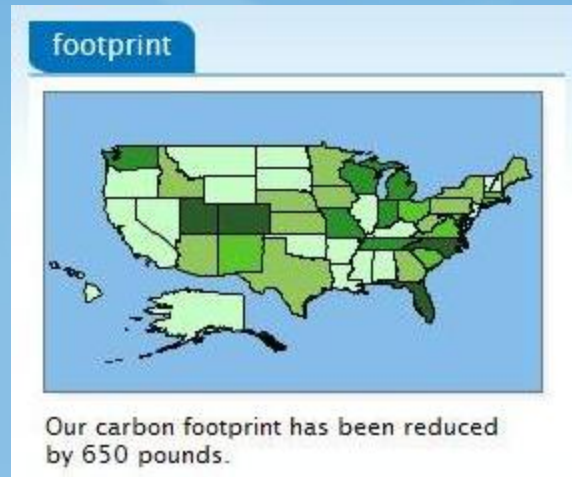 footprint
Our carbon footprint has been reduced
by 650 pounds.